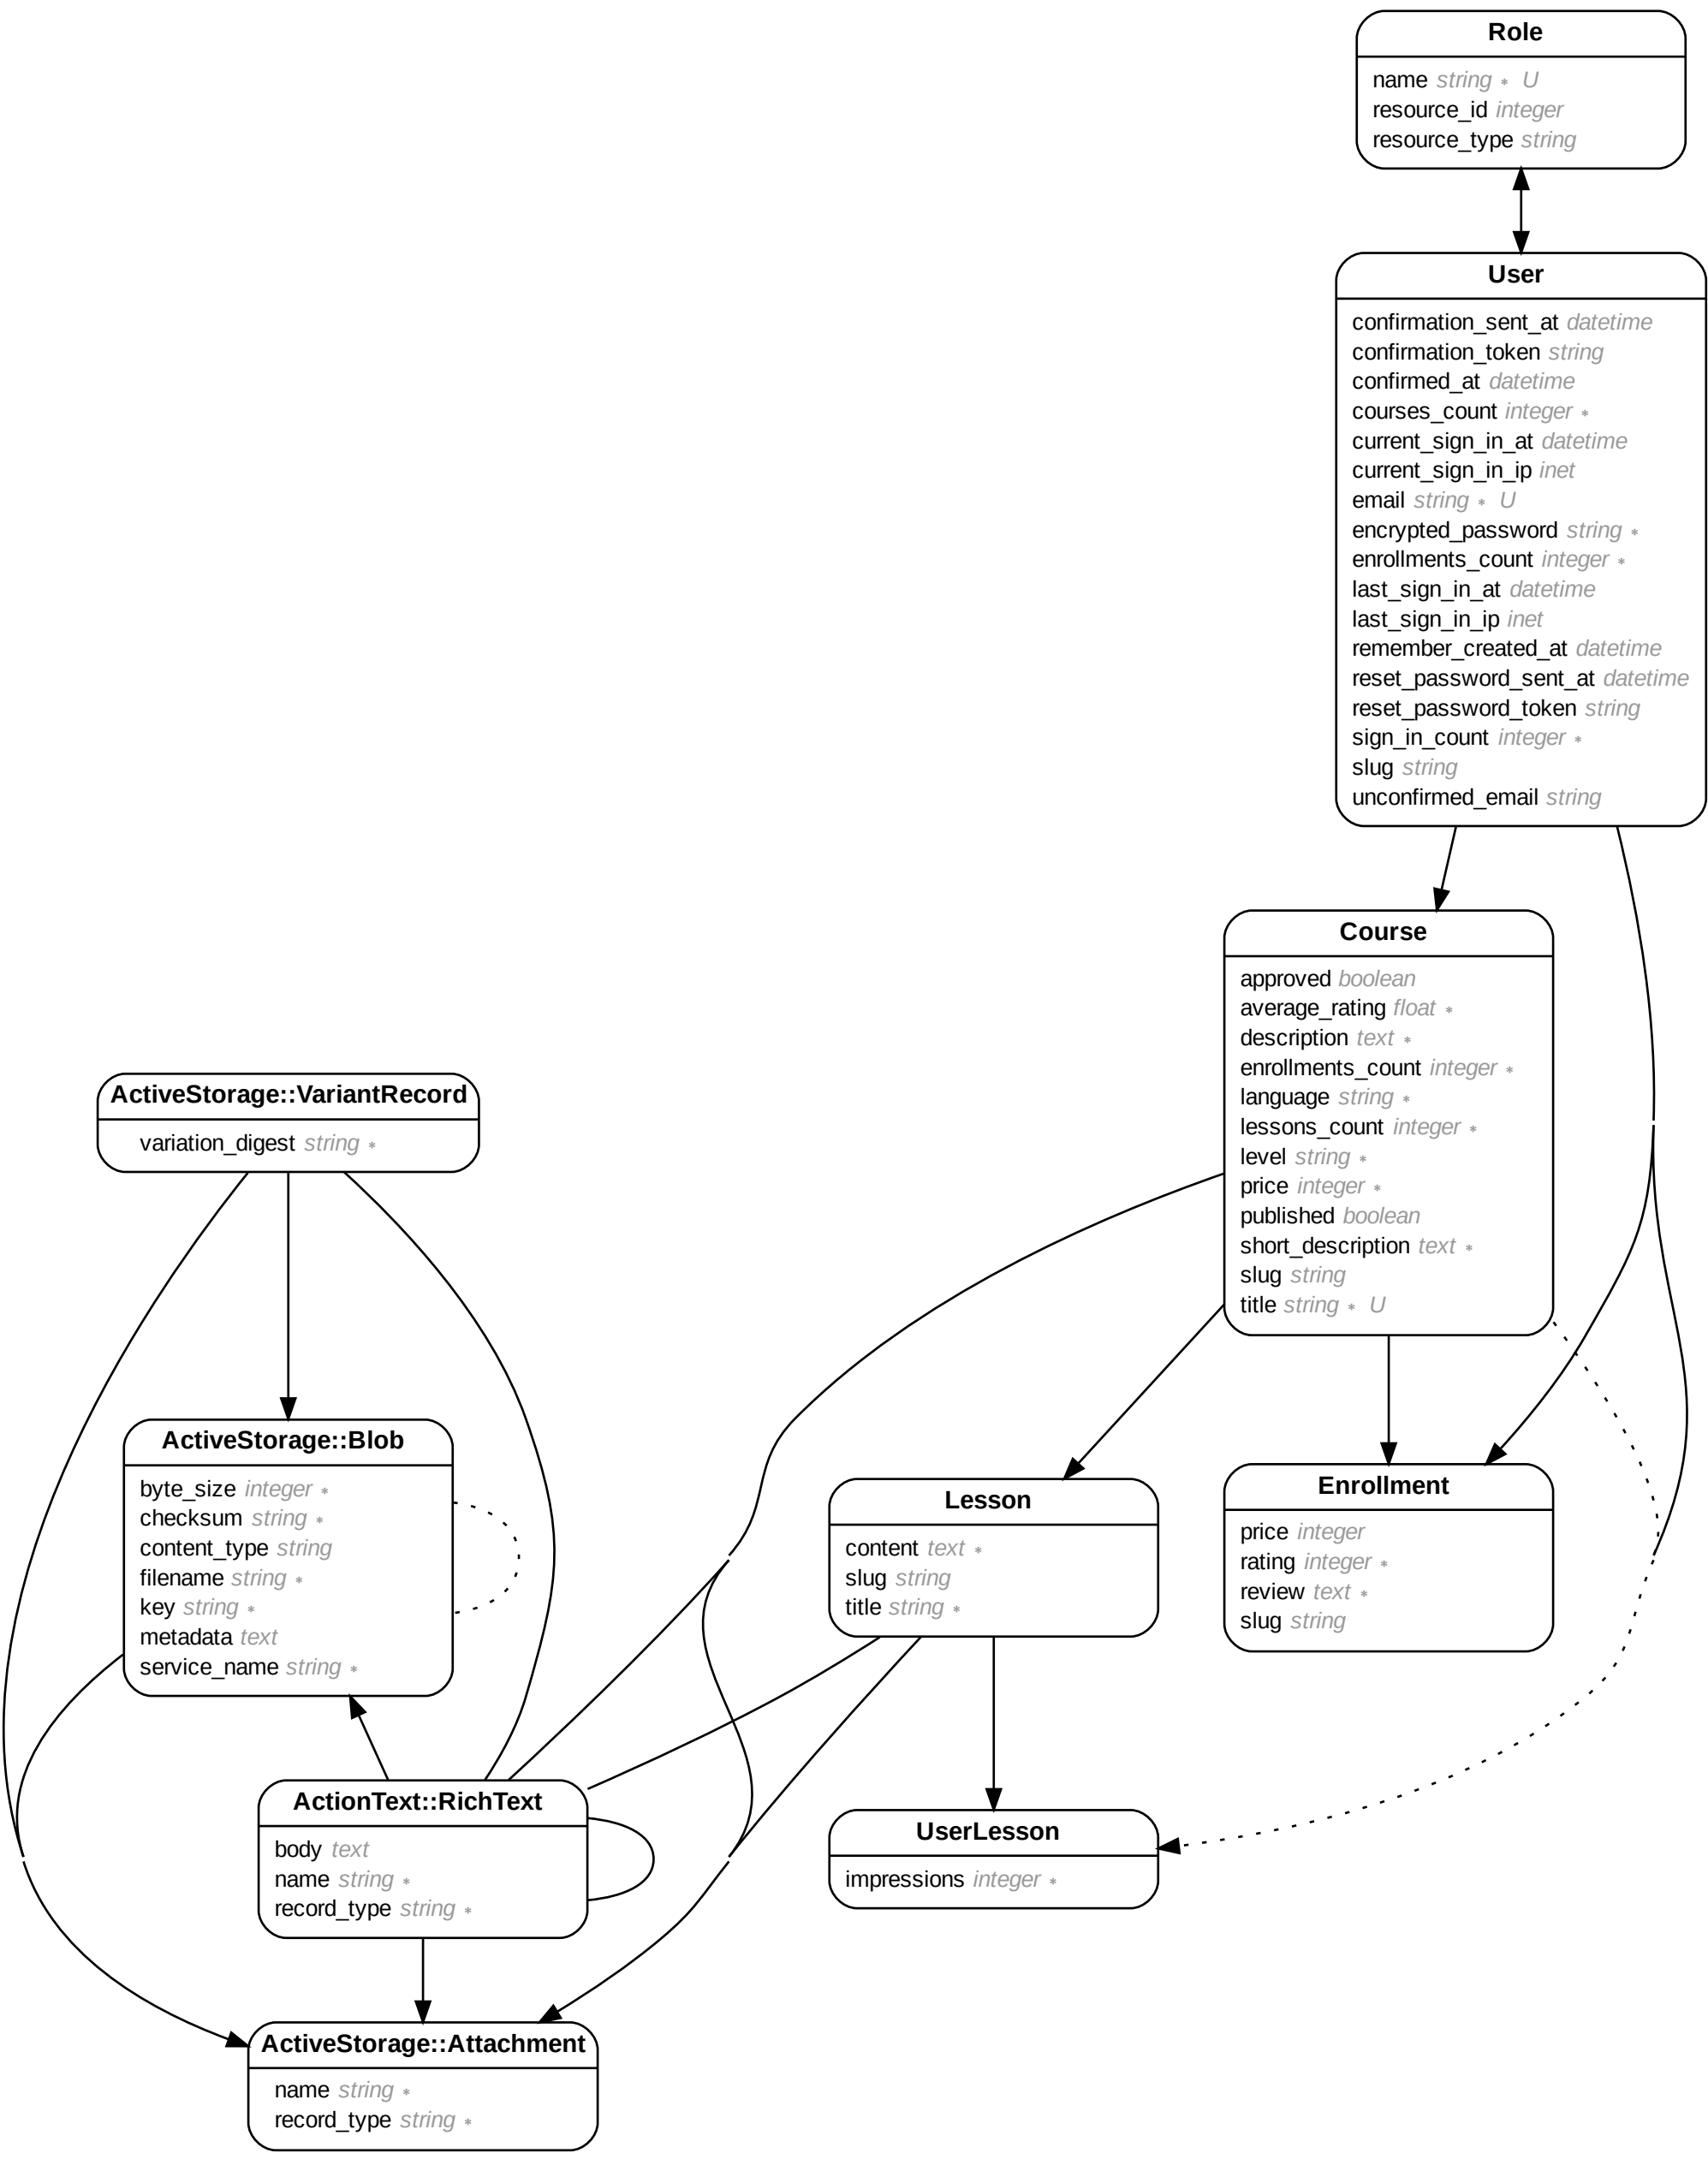 Role
name string * U
resource_id integer
resource_type string
User
confirmation_sent_at datetime
confirmation_token string
confirmed_at datetime
courses_count integer *
current_sign_in_at datetime
current_sign_in_ip inet
email string * U
encrypted_password string *
enrollments_count integer *
last_sign_in_at datetime
last_sign_in_ip inet
remember_created_at datetime
reset_password_sent_at datetime
reset_password_token string
sign_in_count integer *
slug string
unconfirmed_email string
Course
approved boolean
average_rating float *
description text *
enrollments_count integer *
language string *
lessons_count integer *
level string *
price integer *
published boolean
short_description text *
slug string
title string * U
ActiveStorage::VariantRecord
variation_digest string *
ActiveStorage::Blob
byte_size integer *
checksum string *
content_type string
filename string *
key string *
metadata text
service_name string *
Lesson
content text *
slug string
title string *
Enrollment
price integer
rating integer *
review text *
slug string
ActionText::RichText
body text
name string *
record_type string *
UserLesson
impressions integer *
ActiveStorage::Attachment
name string *
record_type string *